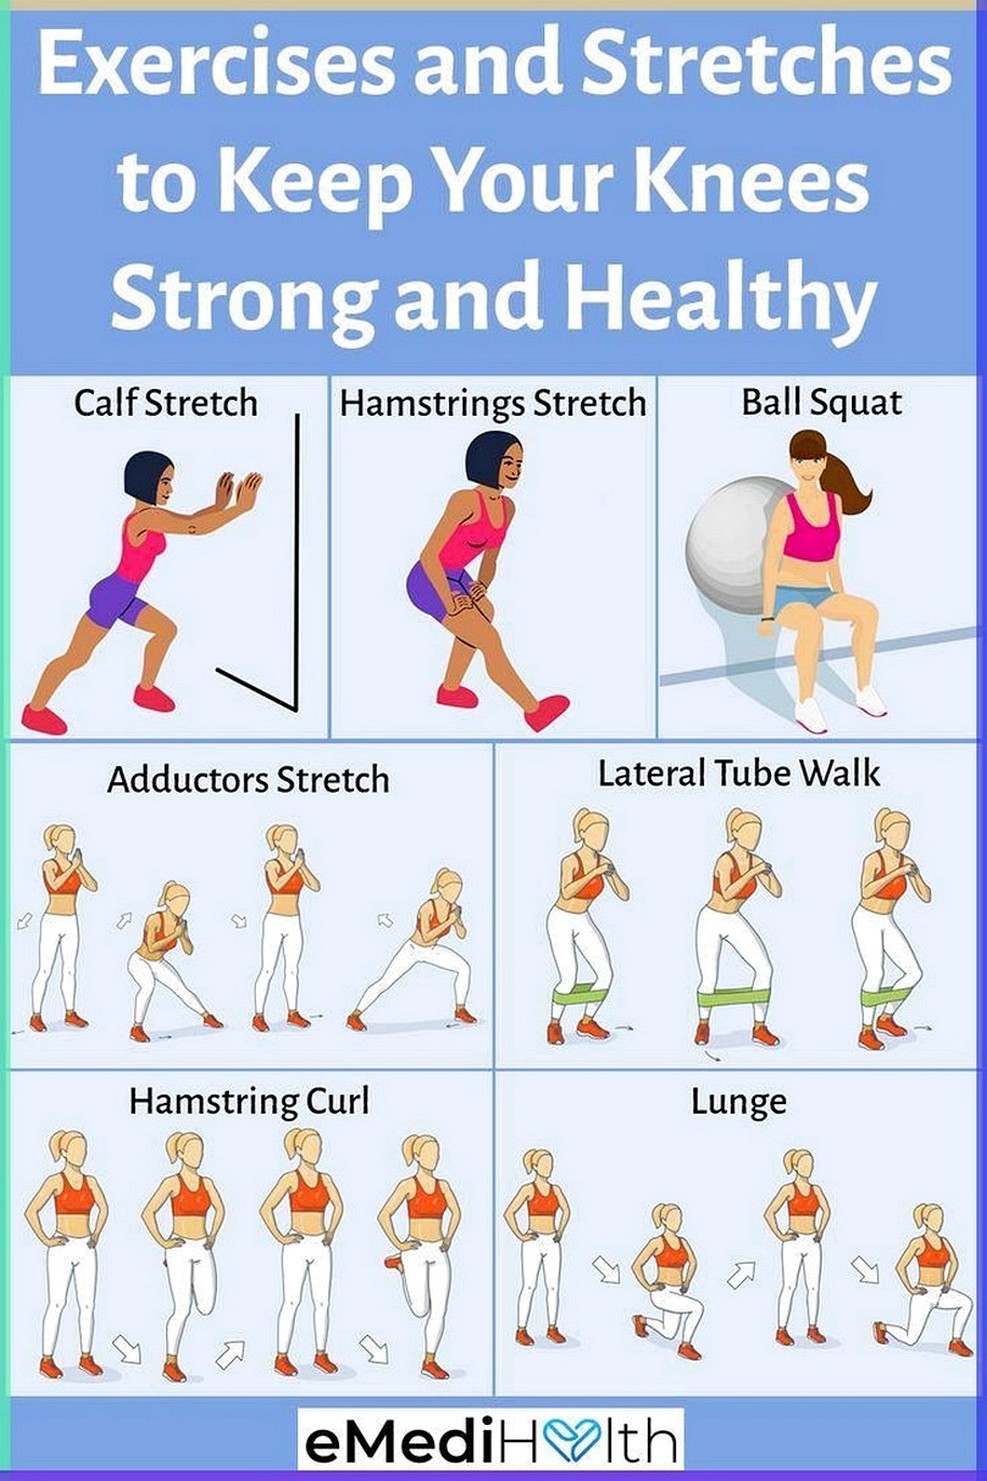 Exercises and Stretches
to Keep Your Knees
Strong and Healthy
Calf Stretch
Hamstrings Stretch
Ball Squat
Adductors Stretch
Lateral Tube Walk
Hamstring Curl
Lunge
eMediHealth